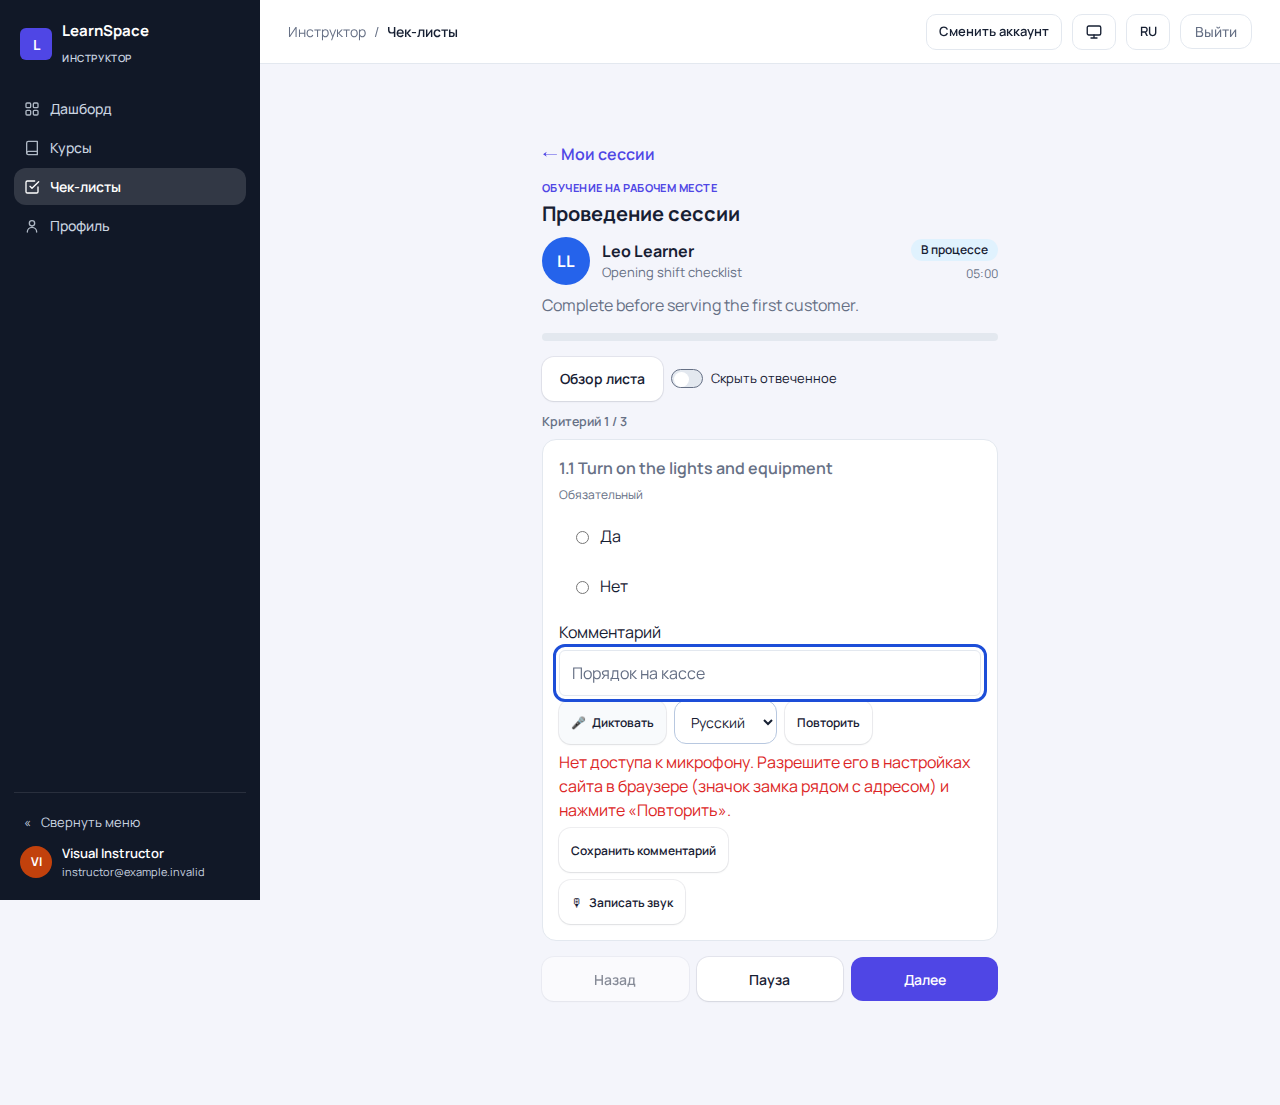 L
LearnSpace
ИНСТРУКТОР
Дашборд
Курсы
Чек-листы
Профиль
« Свернуть меню
VI
Visual Instructor
instructor@example.invalid
Инструктор / Чек-листы
Сменить аккаунт
RU
Выйти
← Мои сессии
ОБУЧЕНИЕ НА РАБОЧЕМ МЕСТЕ
Проведение сессии
LL
Leo Learner
Opening shift checklist
В процессе
05:00
Complete before serving the first customer.
Обзор листа
Скрыть отвеченное
Критерий 1 / 3
1.1 Turn on the lights and equipment
Обязательный
Да
Нет
Комментарий
Порядок на кассе
Диктовать
Русский
Повторить
Нет доступа к микрофону. Разрешите его в настройках
сайта в браузере (значок замка рядом с адресом) и
нажмите «Повторить».
Сохранить комментарий
Записать звук
Назад
Пауза
Далее